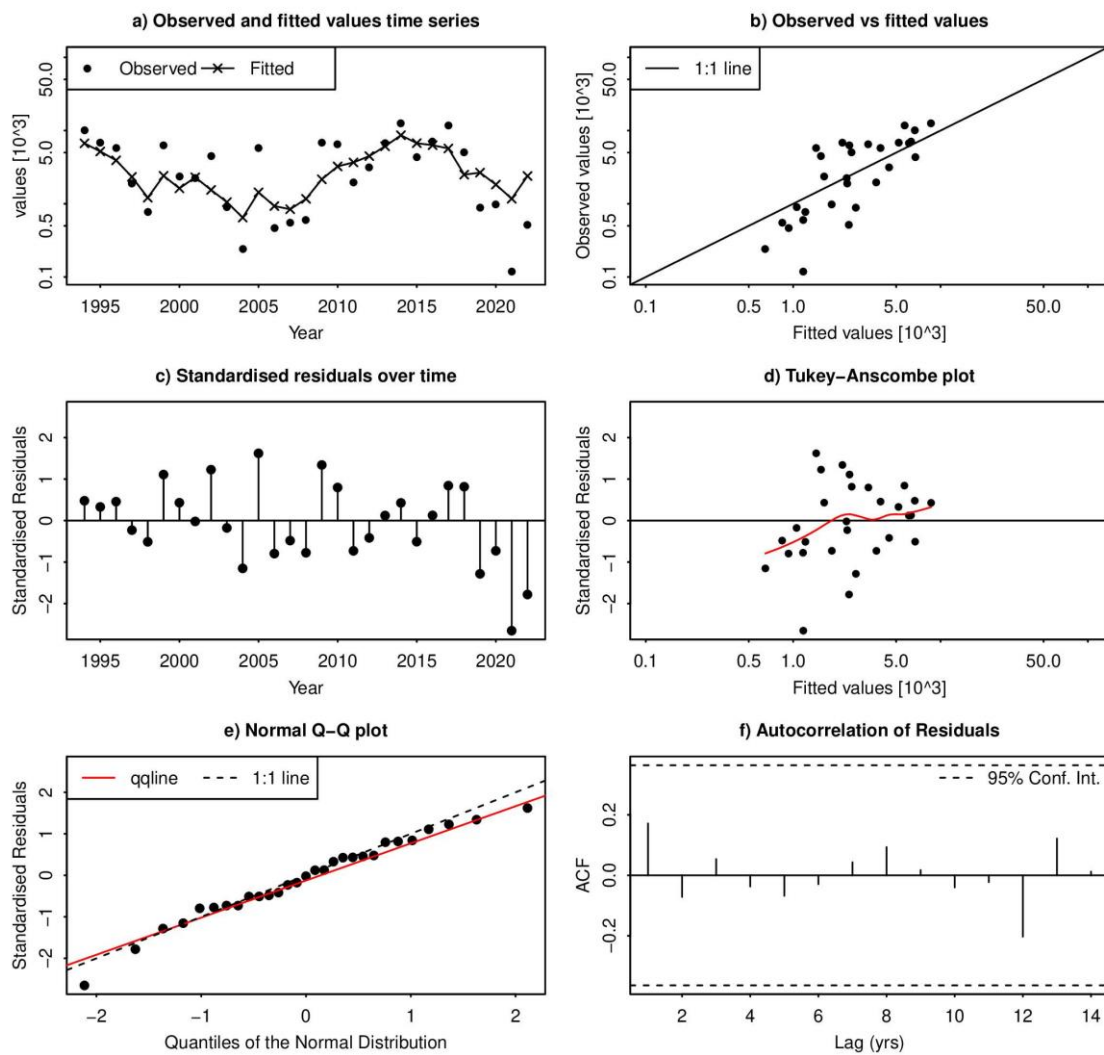 a) Observed and fitted values time series
Observed
Fitted
values [10^3]
50.0
5.0
0.5
0.1
1995 2000 2005 2010 2015 2020
Year
b) Observed vs fitted values
1:1 line
Observed values [10^3]
50.0
5.0
0.5
0.1
0.1 0.5 1.0 5.0 50.0
Fitted values [10^3]
c) Standardised residuals over time
Standardised Residuals
2
1
0
−1
−2
1995 2000 2005 2010 2015 2020
Year
d) Tukey−Anscombe plot
Standardised Residuals
2
1
0
−1
−2
0.1 0.5 1.0 5.0 50.0
Fitted values [10^3]
e) Normal Q−Q plot
qqline
1:1 line
Standardised Residuals
2
1
0
−1
−2
−2 −1 0 1 2
Quantiles of the Normal Distribution
f) Autocorrelation of Residuals
95% Conf. Int.
ACF
0.2
0.0
−0.2
2 4 6 8 10 12 14
Lag (yrs)